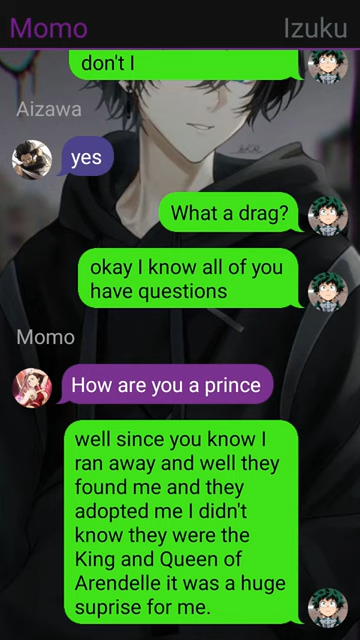 Momo Izuku
don't I
Aizawa
yes
What a drag?
okay I know all of you
have questions
Momo
How are you a prince
well since you know I
ran away and well they
found me and they
adopted me I didn't
know they were the
King and Queen of
Arendelle it was a huge
suprise for me.